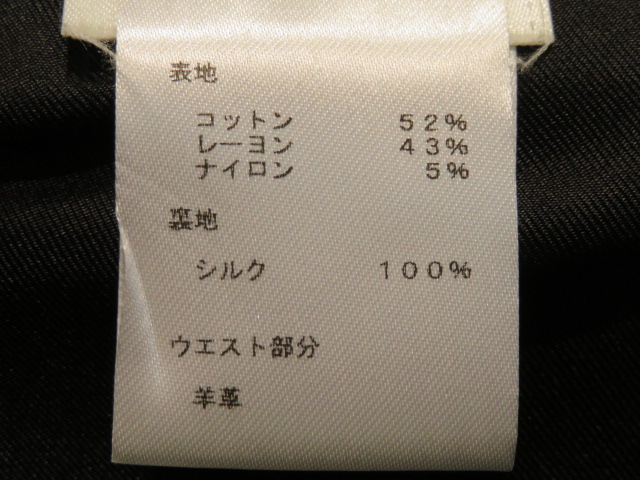 表地
コットン 52%
レーヨン 43%
ナイロン 5%
裏地
シルク 100%
ウエスト部分
羊革